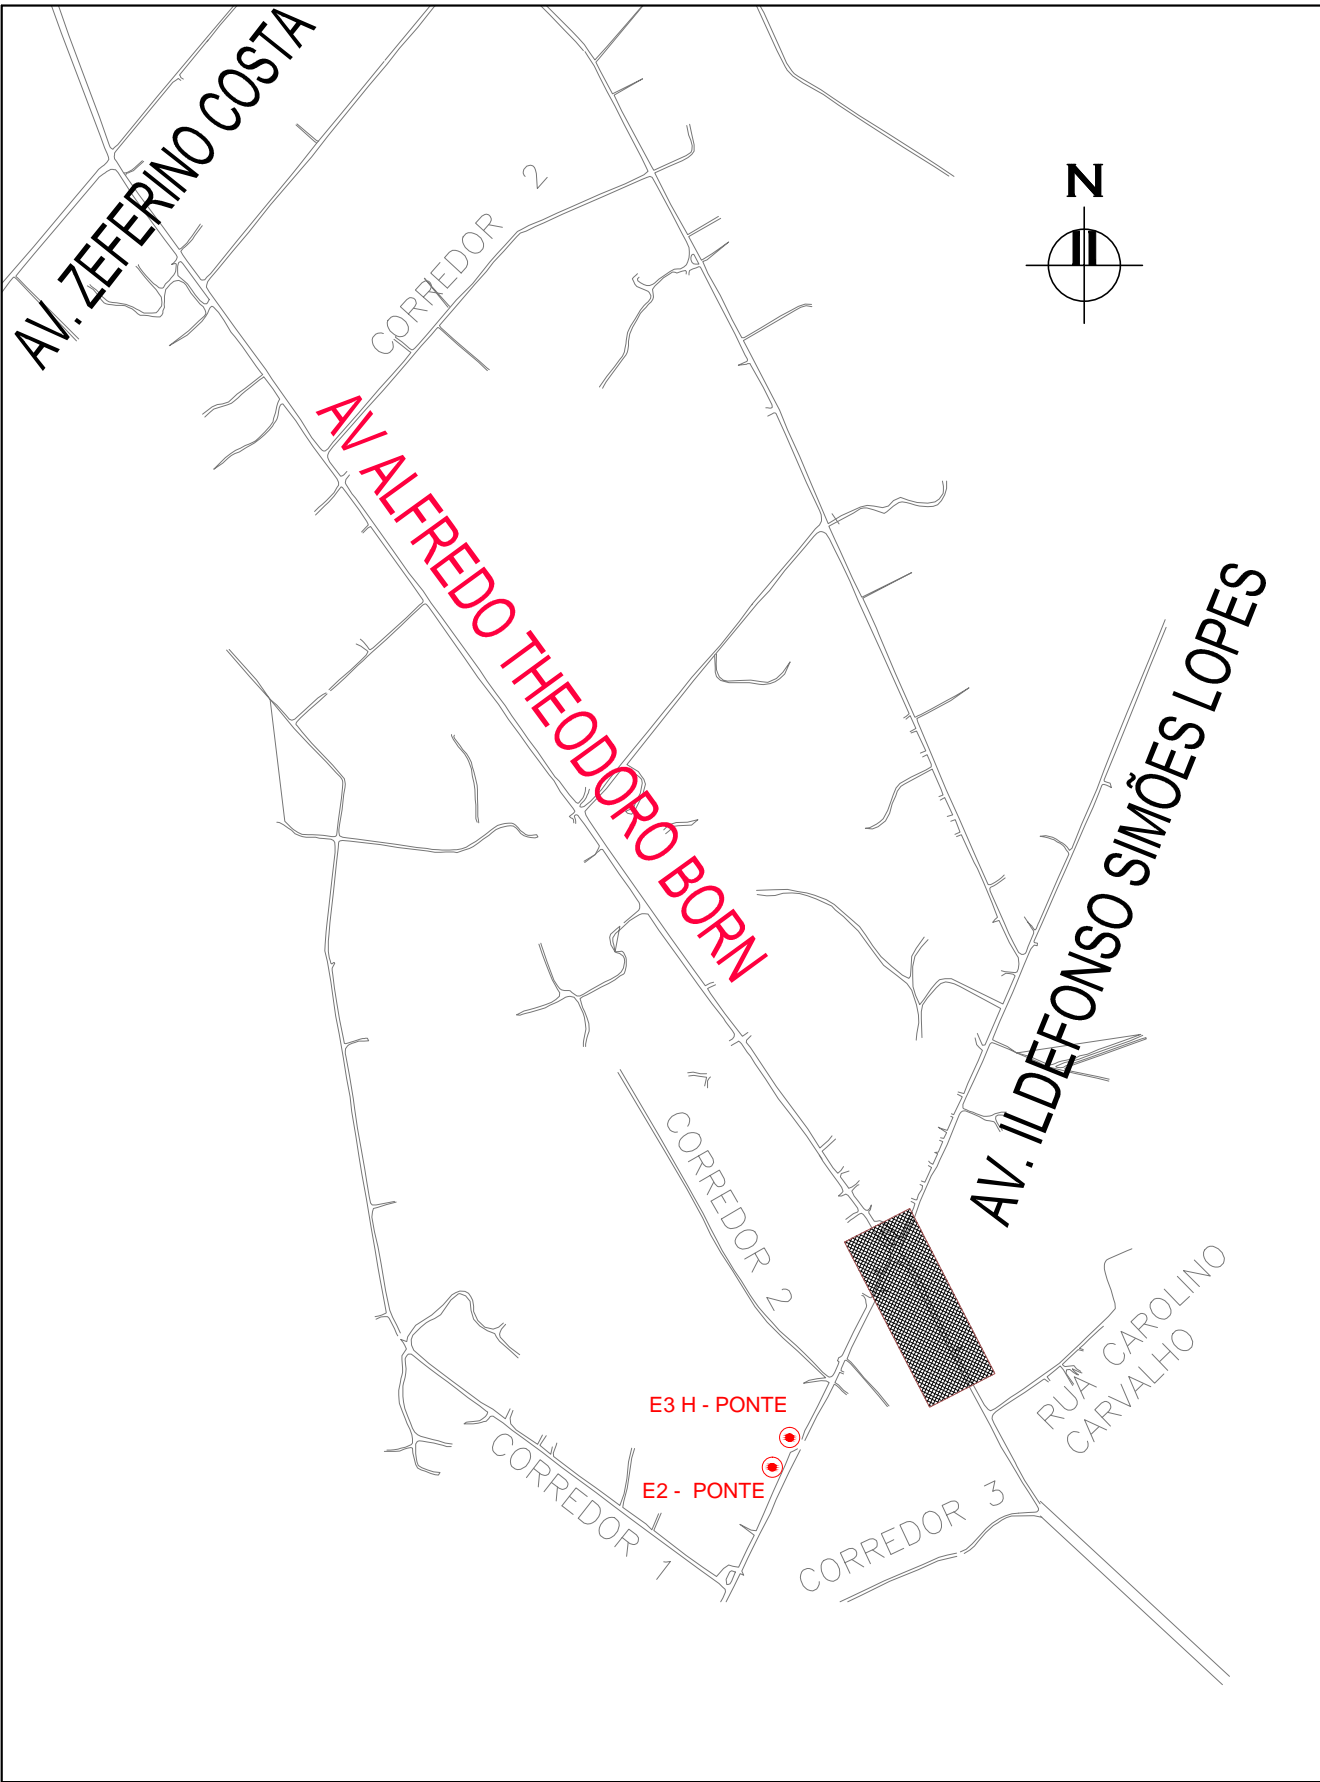 AV. ZEFERINO COSTA
N
CORREDOR 2
AV ALFREDO THEODORO BORN
AV. ILDEFONSO SIMÕES LOPES
CORREDOR 2
RUA CAROLINO
CARVALHO
E3 H - PONTE
E2 - PONTE
CORREDOR 1
CORREDOR 3